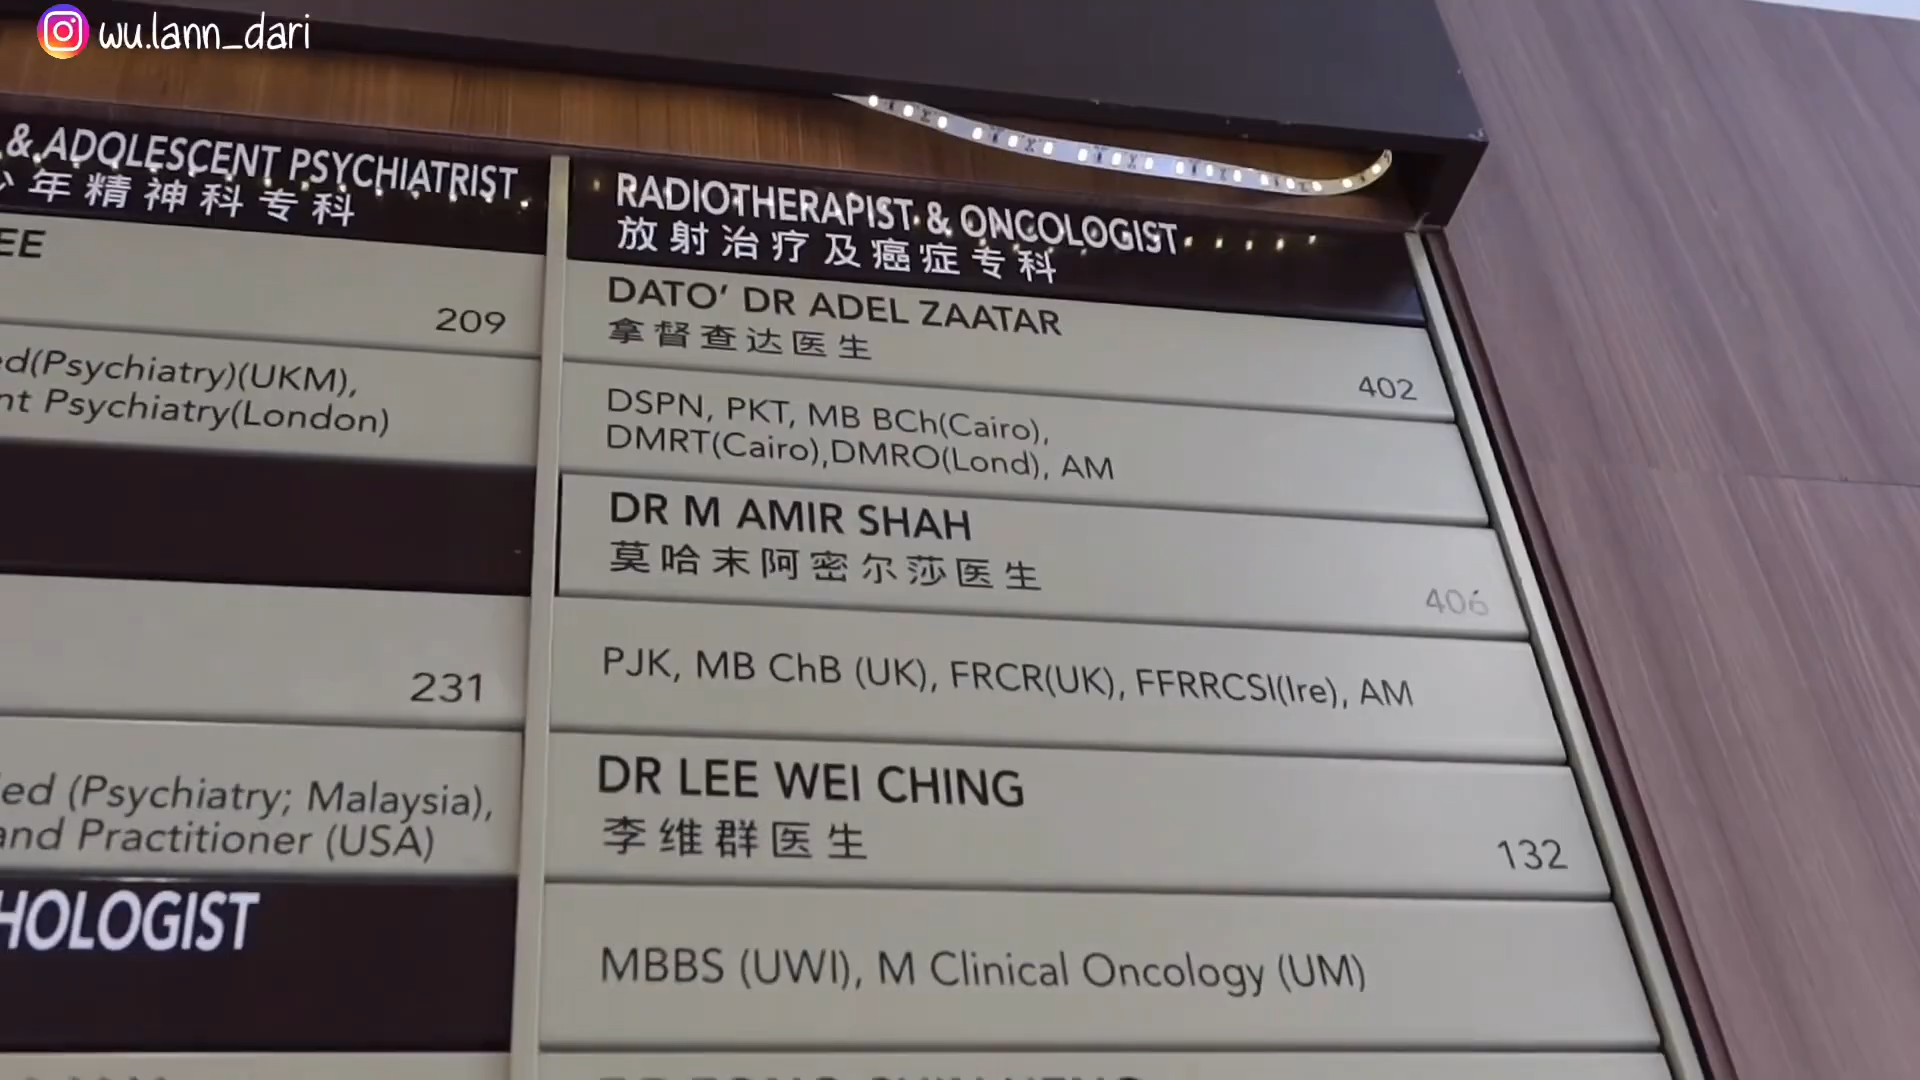 wu.lann_dari
& ADOLESCENT PSYCHIATRIST
年精神科专科
EE
209
ed(Psychiatry)(UKM),
nt Psychiatry(London)
231
ed (Psychiatry; Malaysia),
and Practitioner (USA)
HOLOGIST
RADIOTHERAPIST & ONCOLOGIST
放射治疗及癌症专科
DATO' DR ADEL ZAATAR
拿督查达医生
402
DSPN, PKT, MB BCh(Cairo),
DMRT(Cairo),DMRO(Lond), AM
DR M AMIR SHAH
莫哈末阿密尔莎医生
406
PJK, MB ChB (UK), FRCR(UK), FFRRCSI(Ire), AM
DR LEE WEI CHING
李维群医生
132
MBBS (UWI), M Clinical Oncology (UM)